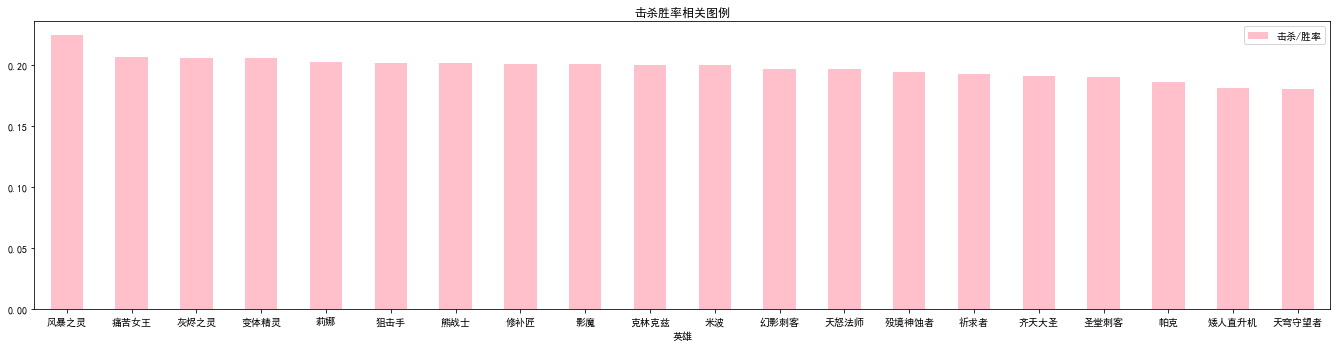 击杀胜率相关图例
击杀/胜率
0.20
0.15
0.10
0.05
0.00
风暴之灵 痛苦女王 灰烬之灵 变体精灵 莉娜 狙击手 熊战士 修补匠 影魔 克林克兹 米波 幻影刺客 天怒法师 殁境神蚀者 祈求者 齐天大圣 圣堂刺客 帕克 矮人直升机 天穹守望者
英雄